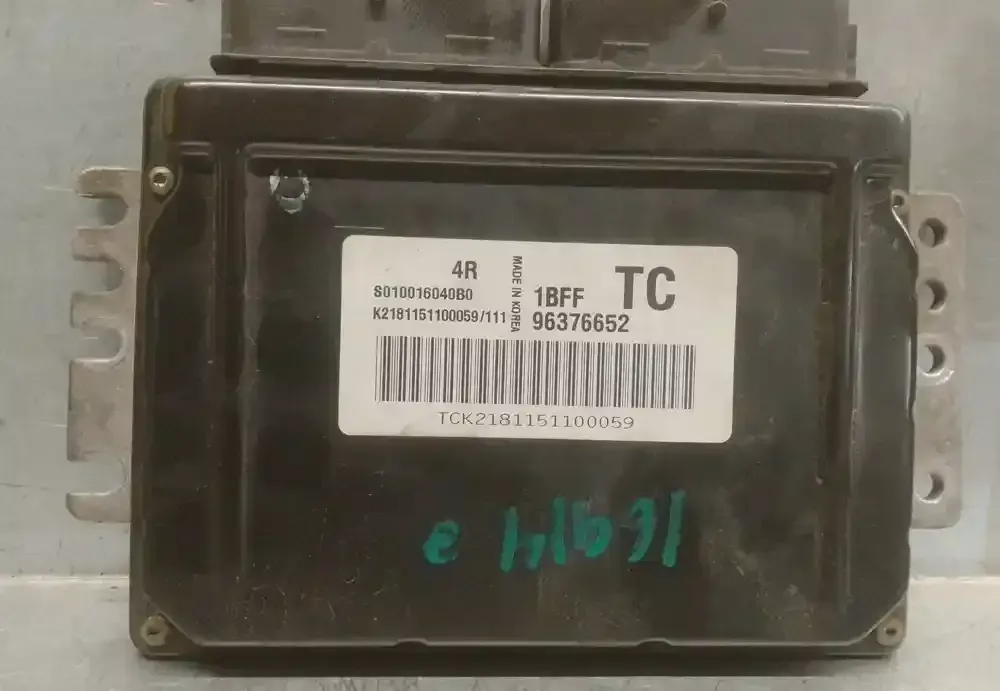 4R
S010016040B0
K2181151100059/111
MADE IN KOREA
1BFF
TC
96376652
TCK2181151100059